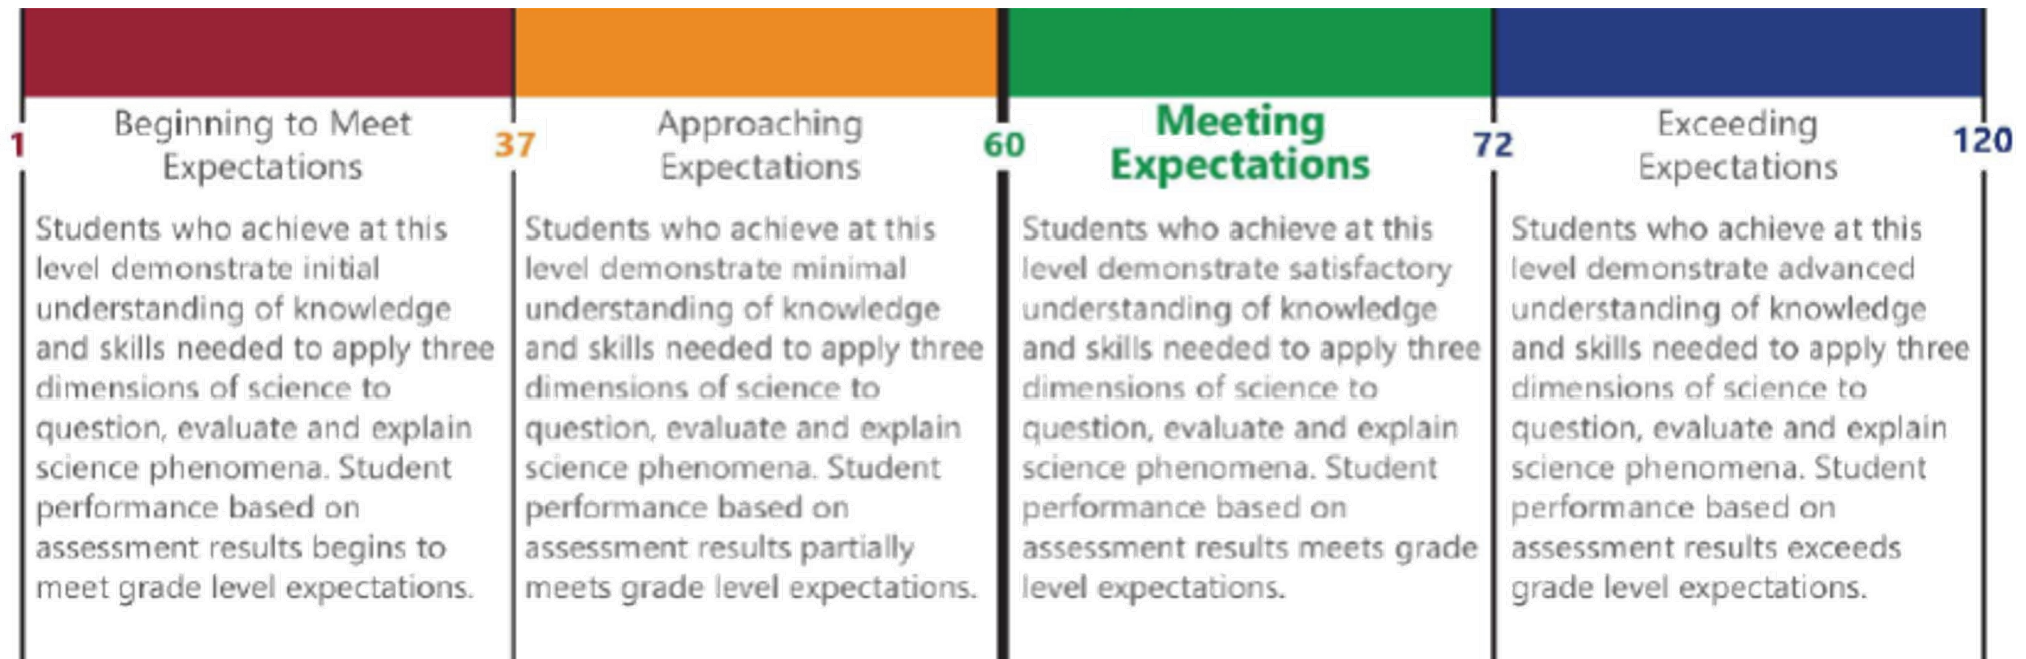 1
Beginning to Meet
Expectations
Students who achieve at this
level demonstrate initial
understanding of knowledge
and skills needed to apply three
dimensions of science to
question, evaluate and explain
science phenomena. Student
performance based on
assessment results begins to
meet grade level expectations.
37
Approaching
Expectations
Students who achieve at this
level demonstrate minimal
understanding of knowledge
and skills needed to apply three
dimensions of science to
question, evaluate and explain
science phenomena. Student
performance based on
assessment results partially
meets grade level expectations.
60
Meeting
Expectations
Students who achieve at this
level demonstrate satisfactory
understanding of knowledge
and skills needed to apply three
dimensions of science to
question, evaluate and explain
science phenomena. Student
performance based on
assessment results meets grade
level expectations.
72
Exceeding
Expectations
Students who achieve at this
level demonstrate advanced
understanding of knowledge
and skills needed to apply three
dimensions of science to
question, evaluate and explain
science phenomena. Student
performance based on
assessment results exceeds
grade level expectations.
120